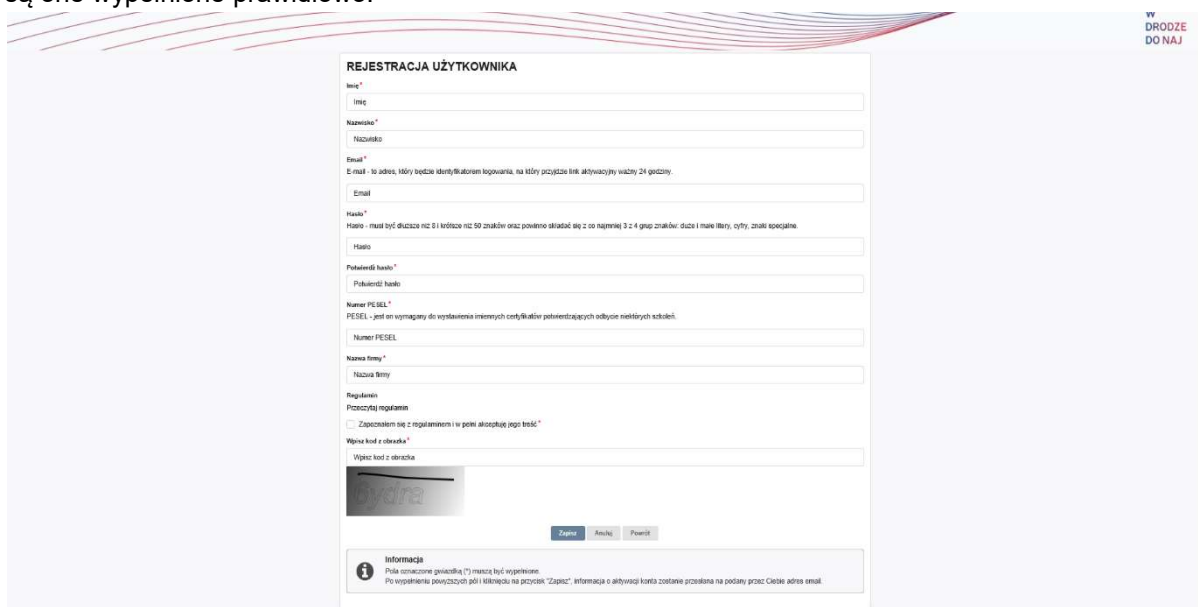 są one wypełnione prawidłowo.
W
DRODZE
DO NAJ
REJESTRACJA UŻYTKOWNIKA
Imię *
Imię
Nazwisko *
Nazwisko
Email *
E-mail - to adres, który będzie identyfikatorem logowania, na który przyjdzie link aktywacyjny ważny 24 godziny.
Email
Hasło *
Hasło - musi być dłuższe niż 8 i krótsze niż 50 znaków oraz powinno składać się z co najmniej 3 z 4 grup znaków: duże i małe litery, cyfry, znaki specjalne.
Hasło
Potwierdź hasło *
Potwierdź hasło
Numer PESEL *
PESEL - jest on wymagany do wystawienia imiennych certyfikatów potwierdzających odbycie niektórych szkoleń.
Numer PESEL
Nazwa firmy *
Nazwa firmy
Regulamin
Przeczytaj regulamin
Zapoznałem się z regulaminem i w pełni akceptuję jego treść *
Wpisz kod z obrazka *
Wpisz kod z obrazka
Zapisz Anuluj Powrót
Informacja
Pola oznaczone gwiazdką (*) muszą być wypełnione.
Po wypełnieniu powyższych pól i kliknięciu na przycisk "Zapisz", informacja o aktywacji konta zostanie przesłana na podany przez Ciebie adres email.